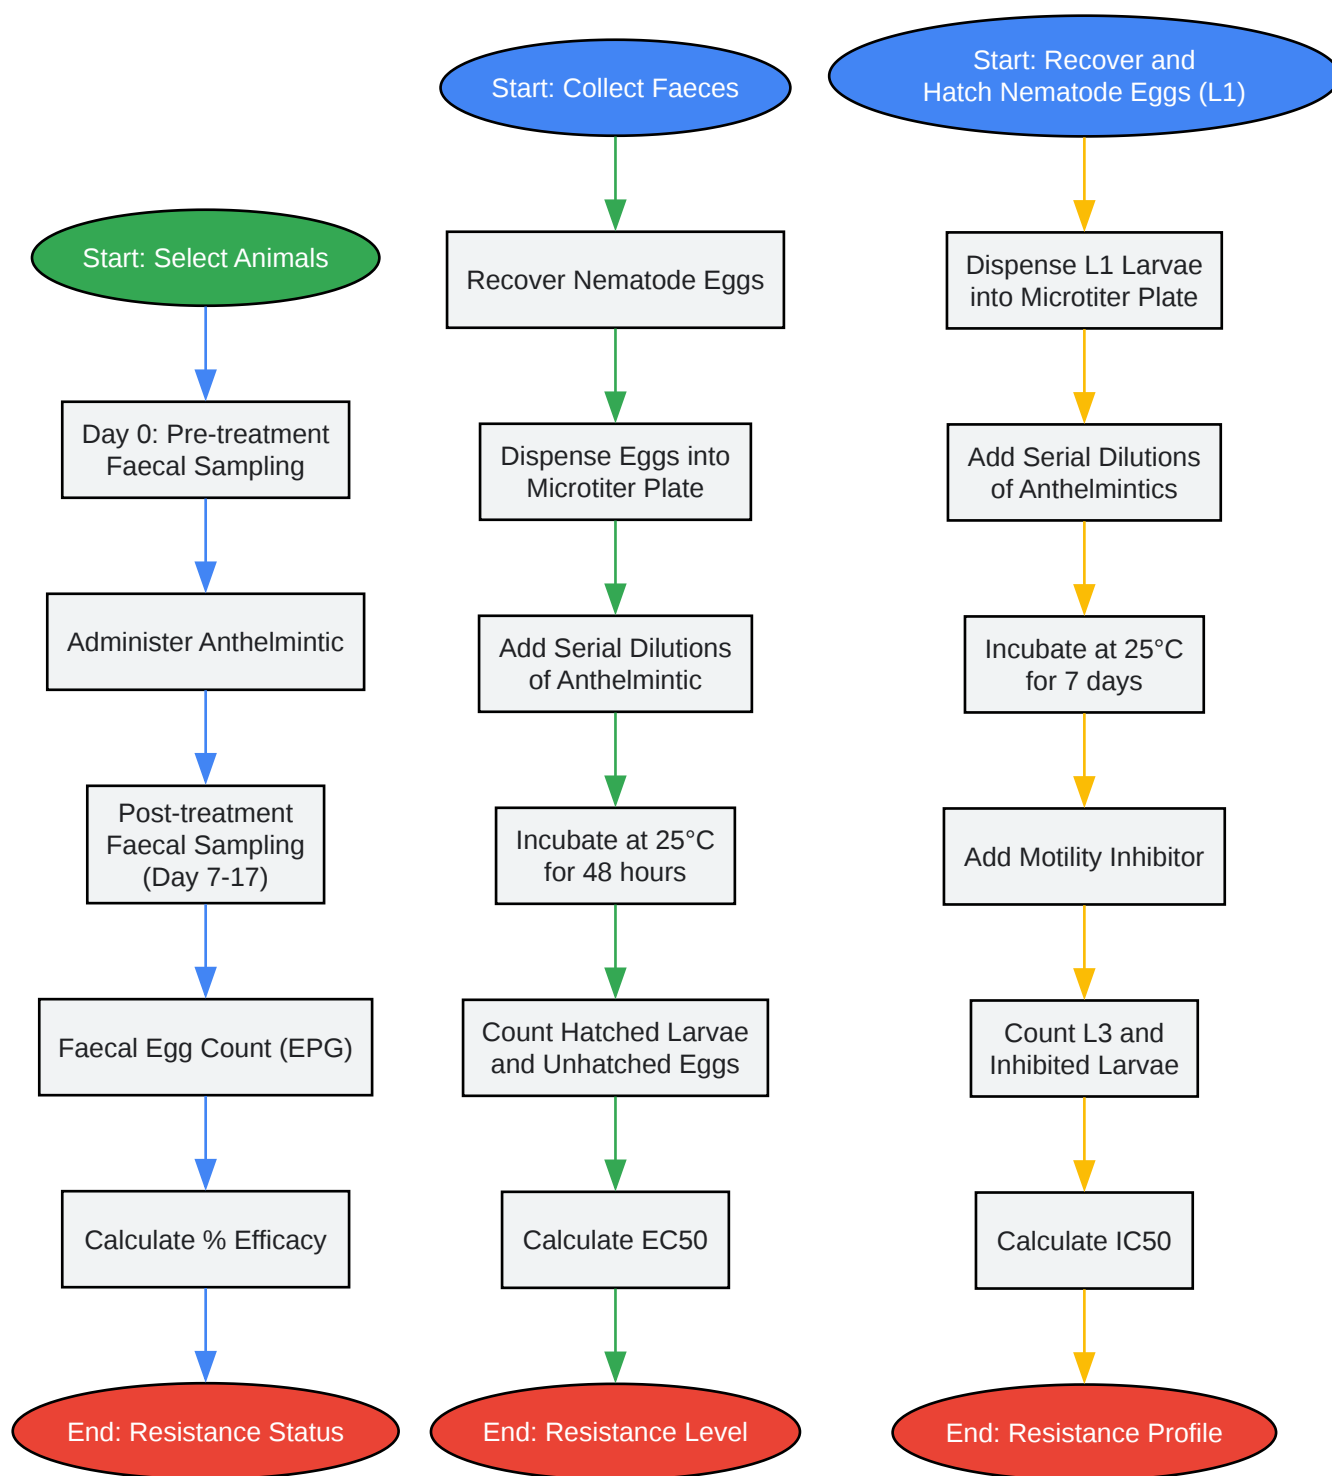 Start: Select Animals
Day 0: Pre-treatment
Faecal Sampling
Administer Anthelmintic
Post-treatment
Faecal Sampling
(Day 7-17)
Faecal Egg Count (EPG)
Calculate % Efficacy
End: Resistance Status
Start: Collect Faeces
Recover Nematode Eggs
Dispense Eggs into
Microtiter Plate
Add Serial Dilutions
of Anthelmintic
Incubate at 25°C
for 48 hours
Count Hatched Larvae
and Unhatched Eggs
Calculate EC50
End: Resistance Level
Start: Recover and
Hatch Nematode Eggs (L1)
Dispense L1 Larvae
into Microtiter Plate
Add Serial Dilutions
of Anthelmintics
Incubate at 25°C
for 7 days
Add Motility Inhibitor
Count L3 and
Inhibited Larvae
Calculate IC50
End: Resistance Profile